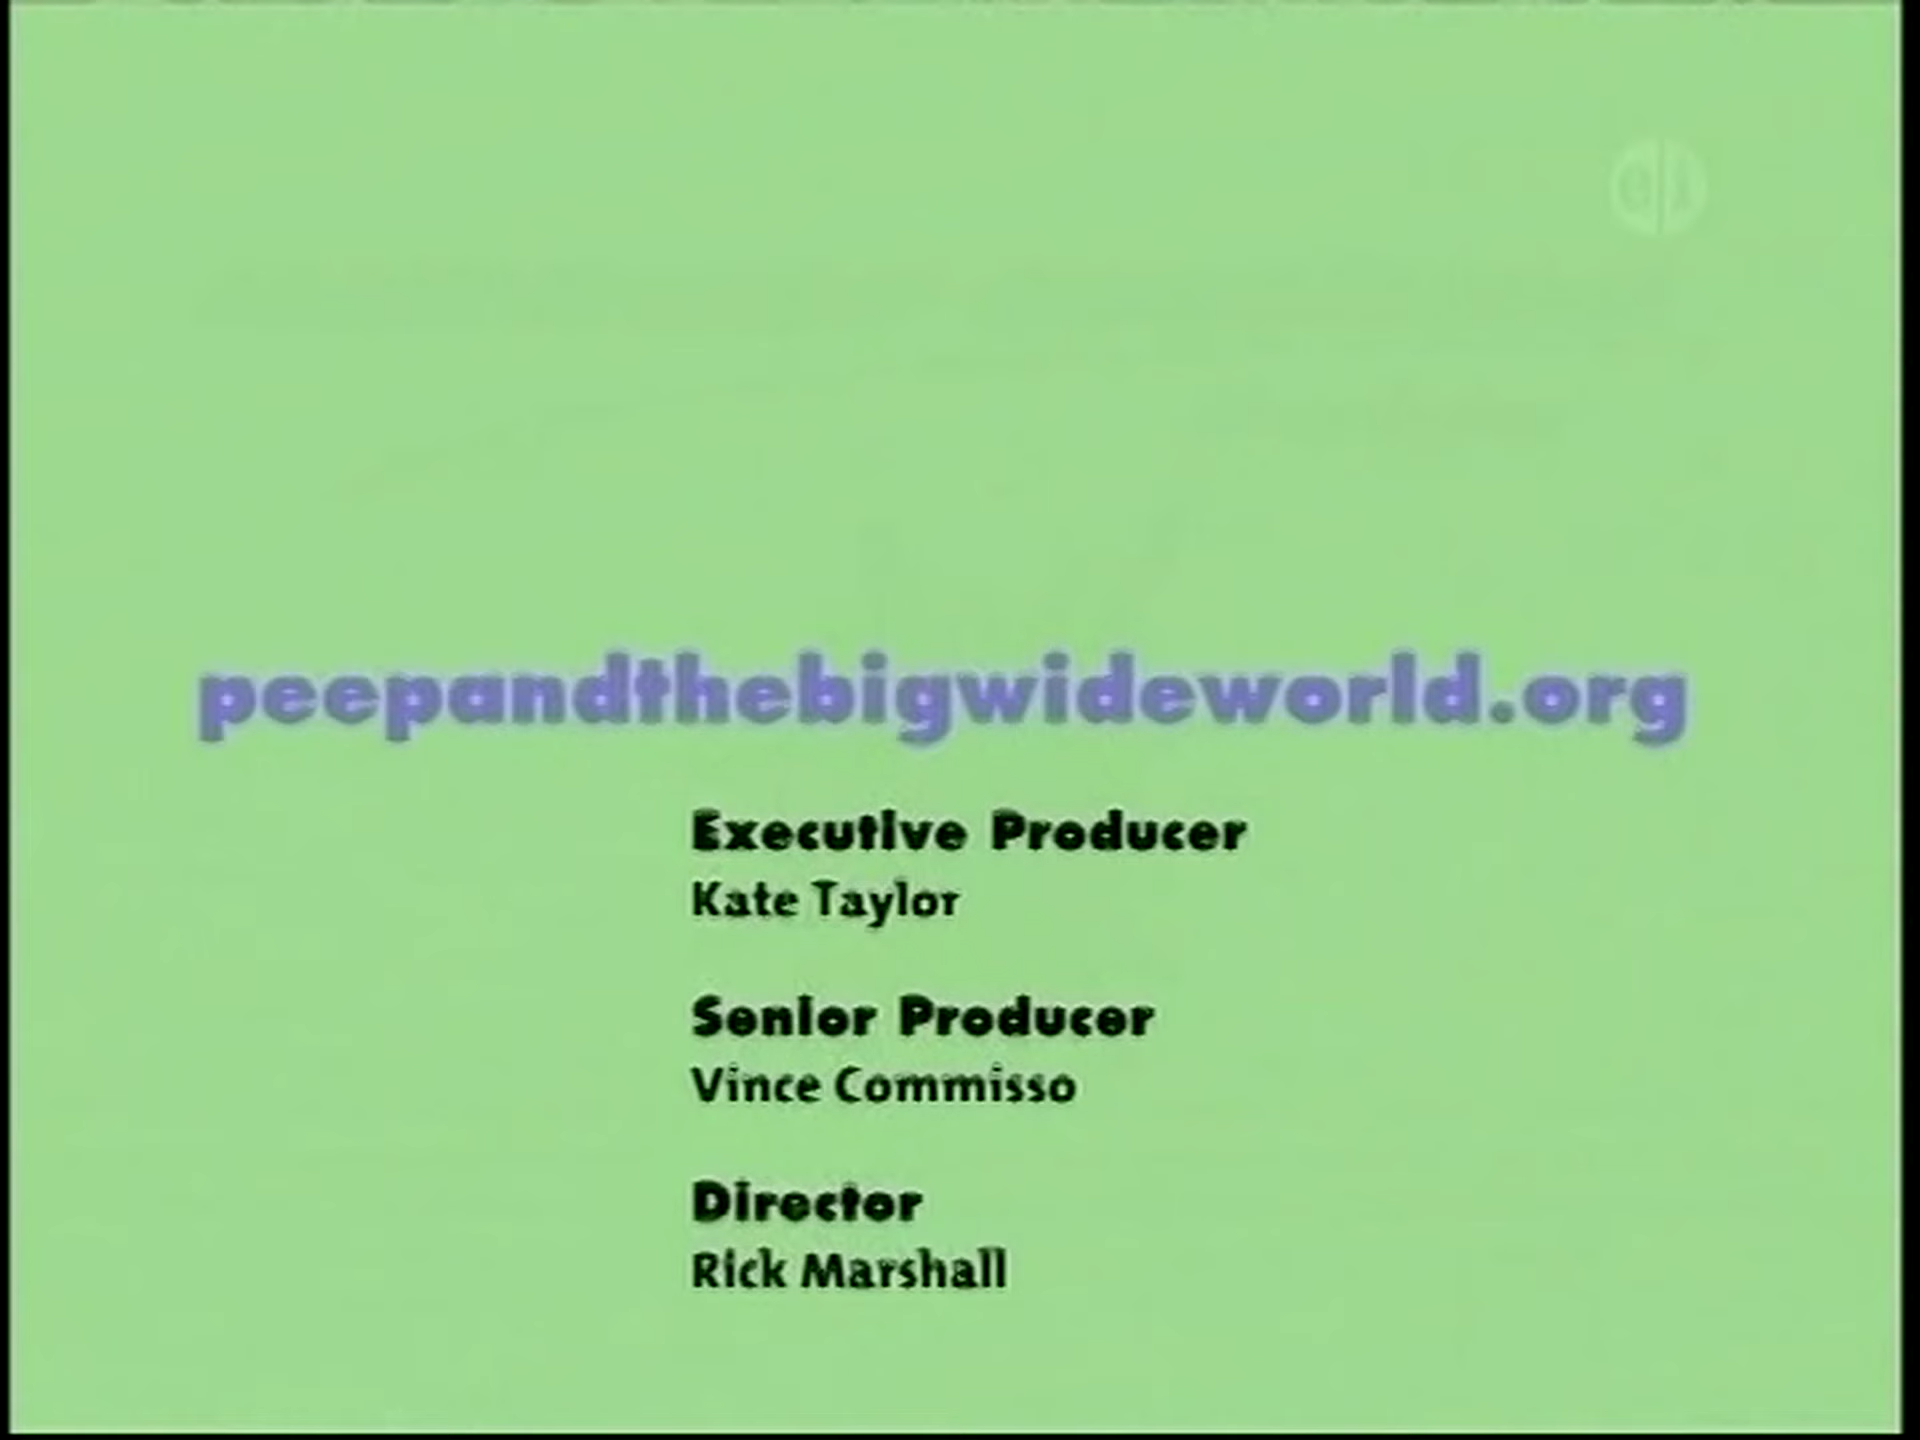 peepandthebigwideworld.org
Executive Producer
Kate Taylor
Senior Producer
Vince Commisso
Director
Rick Marshall